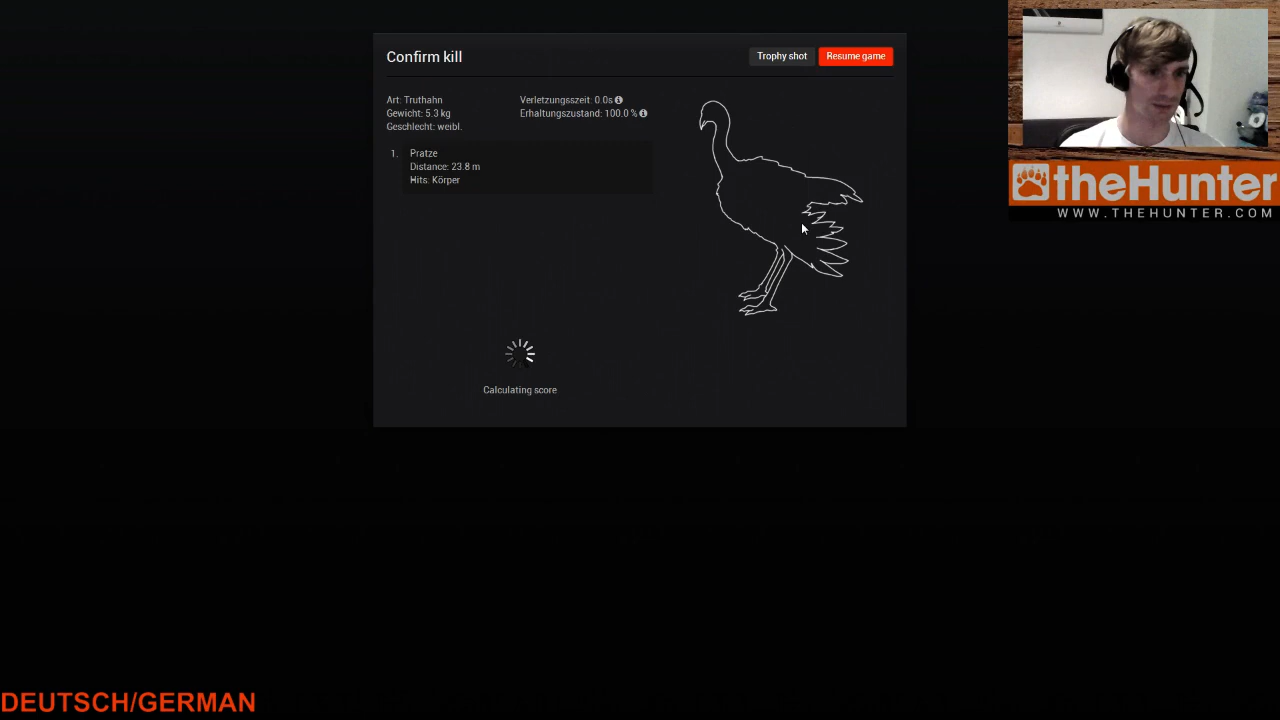 Confirm kill
Trophy shot
Resume game
Art: Truthahn
Gewicht: 5.3 kg
Geschlecht: weibl.
Verletzungsszeit: 0.0s
Erhaltungszustand: 100.0 %
1. Pratze
Distance: 23.8 m
Hits: Körper
Calculating score
theHunter
WWW.THEHUNTER.COM
DEUTSCH/GERMAN